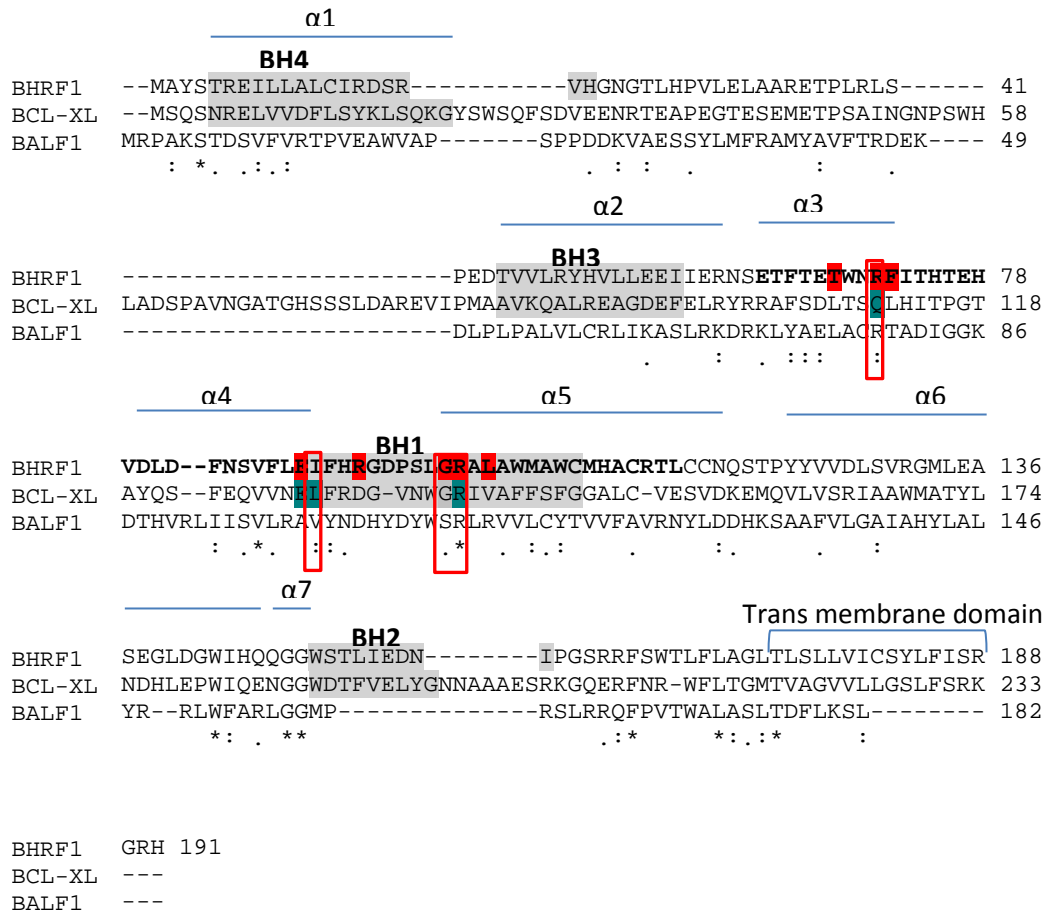 α1
BH4
BHRF1 --MAYSTREILLALCIRDSR-----------VHGNGTLHPVLELAARETPLRLS------ 41
BCL-XL --MSQSNRELVVDFLSYKLSQKGYSWSQFSDVEENRTEAPEGTESEMETPSAINGNPSWH 58
BALF1 MRPAKSTDSVFVRTPVEAWVAP-------SPPDDKVAESSYLMFRAMYAVFTRDEK---- 49
: *. .:.: . : . : .
α2 α3
BH3
BHRF1 -----------------------PEDTVVLRYHVLLEEIIERNSETFTETWNRFITHTEH 78
BCL-XL LADSPAVNGATGHSSSLDAREVIPMAAVKQALREAGDEFELRYRRAFSDLTSQLHITPGT 118
BALF1 -----------------------DLPLPALVLCRLIKASLRKDRKLYAELACRTADIGGK 86
. : . ::: :
α4 α5 α6
BH1
BHRF1 VDLD--FNSVFLEIFHRGDPSLGRALAWMAWCMHACRTLCCNQSTPYYVVDLSVRGMLEA 136
BCL-XL AYQS--FEQVVNELFRDG-VNWGRIVAFFSFGGALC-VESVDKEMQVLVSRIAAWMATYL 174
BALF1 DTHVRLIISVLRAVYNDHYDYWSRLRVVLCYTVVFAVRNYLDDHKSAAFVLGAIAHYLAL 146
: .*. ::. .* . : : . : . :
α7
Trans membrane domain
BH2
BHRF1 SEGLDGWIHQQGGWSTLIEDN--------IPGSRRFSWTLFLAGLTLSLLVICSYLFISR 188
BCL-XL NDHLEPWIQENGGWDTFVELYGNNAAAESRKGQERFNR-WFLTGMTVAGVVLLGSLFSRK 233
BALF1 YR--RLWFARLGGMP--------------RSLRRQFPVTWALASLTDFLKSL-------- 182
*: . ** .:* *:.:* :
BHRF1 GRH 191
BCL-XL ---
BALF1 ---